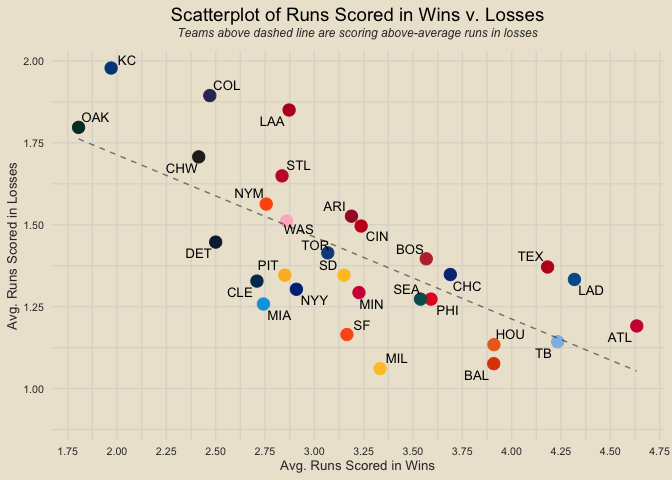 Scatterplot of Runs Scored in Wins v. Losses
Teams above dashed line are scoring above-average runs in losses
2.00
KC
COL
LAA
OAK
1.75
CHW
STL
NYM
ARI
1.50
WAS
CIN
DET
TOR
BOS
TEX
PIT
SD
CHC
LAD
CLE
NYY
MIN
SEA
PHI
1.25
MIA
SF
HOU
ATL
TB
MIL
BAL
1.00
Avg. Runs Scored in Losses
1.75 2.00 2.25 2.50 2.75 3.00 3.25 3.50 3.75 4.00 4.25 4.50 4.75
Avg. Runs Scored in Wins